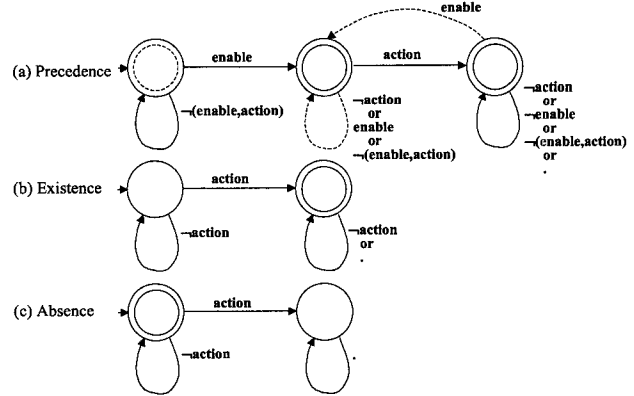 enable
(a) Precedence
enable
action
¬(enable,action)
¬action
or
enable
or
¬(enable,action)
¬action
or
¬enable
or
¬(enable,action)
or
.
(b) Existence
action
¬action
¬action
or
.
(c) Absence
action
¬action
.